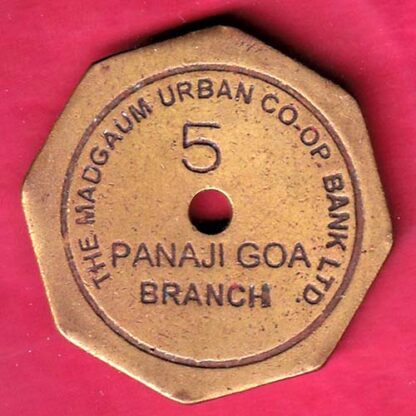 THE MADGAUM URBAN CO-OP. BANK LTD.
5
PANAJI GOA
BRANCH